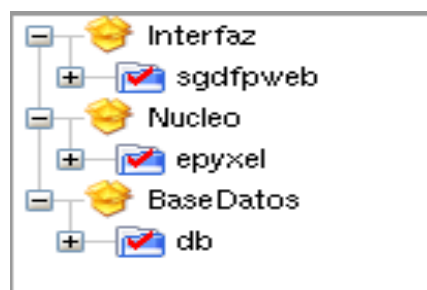 Interfaz
sgdfpweb
Nucleo
epyxel
BaseDatos
db